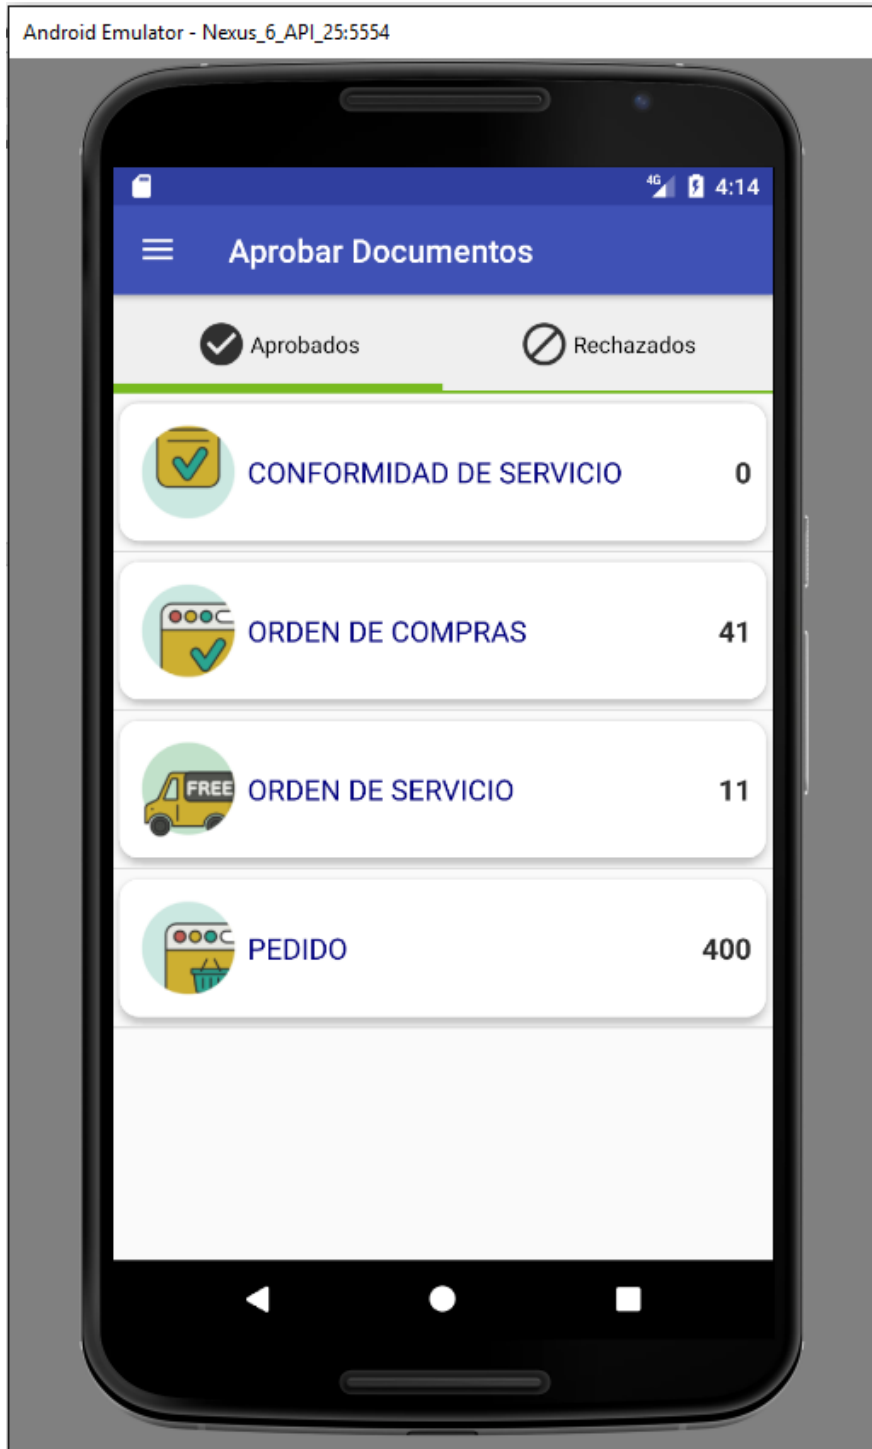 Android Emulator - Nexus_6_API_25:5554
4G 4:14
Aprobar Documentos
Aprobados Rechazados
CONFORMIDAD DE SERVICIO 0
ORDEN DE COMPRAS 41
FREE ORDEN DE SERVICIO 11
PEDIDO 400